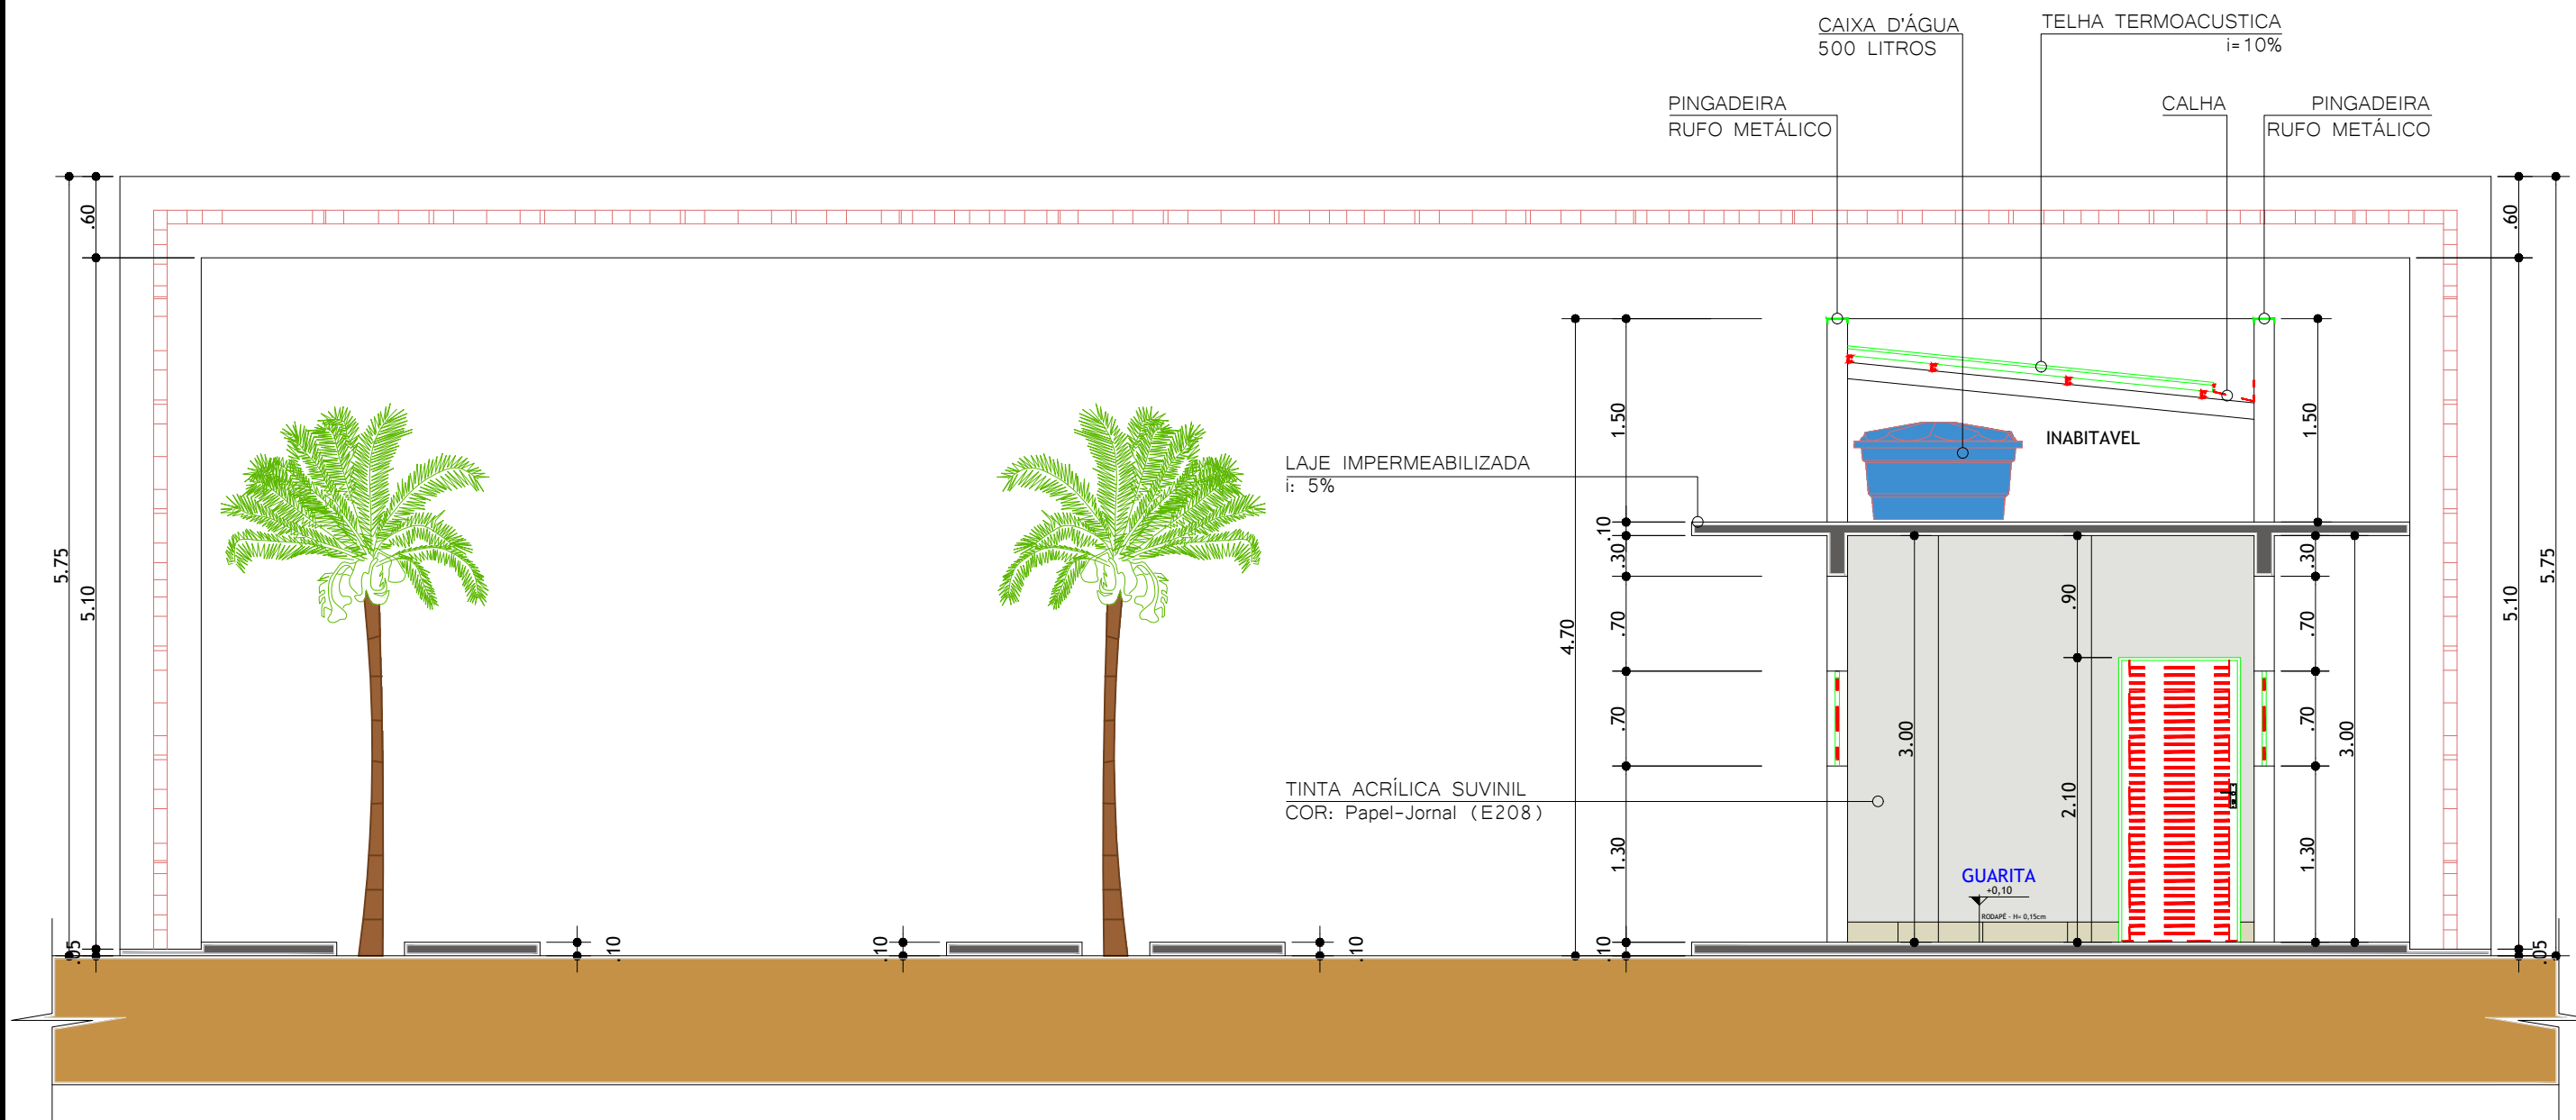 CAIXA D'ÁGUA
500 LITROS
TELHA TERMOACUSTICA
i=10%
PINGADEIRA
RUFO METÁLICO
CALHA
PINGADEIRA
RUFO METÁLICO
.60
.60
5.75
5.10
.05
1.50
.10
.30
4.70
.70
.70
1.30
.10
INABITAVEL
1.50
.30
.70
.70
1.30
3.00
5.10
5.75
.05
LAJE IMPERMEABILIZADA
i: 5%
.90
3.00
2.10
TINTA ACRÍLICA SUVINIL
COR: Papel-Jornal (E208)
GUARITA
+0,10
RODAPÉ - H= 0,15cm
.10
.10
.10